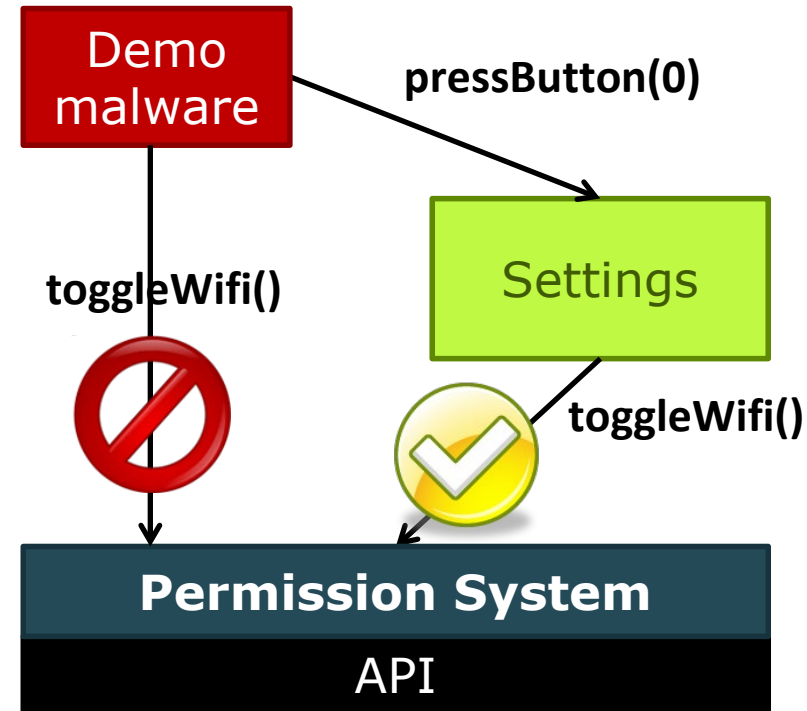 Demo
malware
pressButton(0)
toggleWifi()
Settings
toggleWifi()
Permission System
API